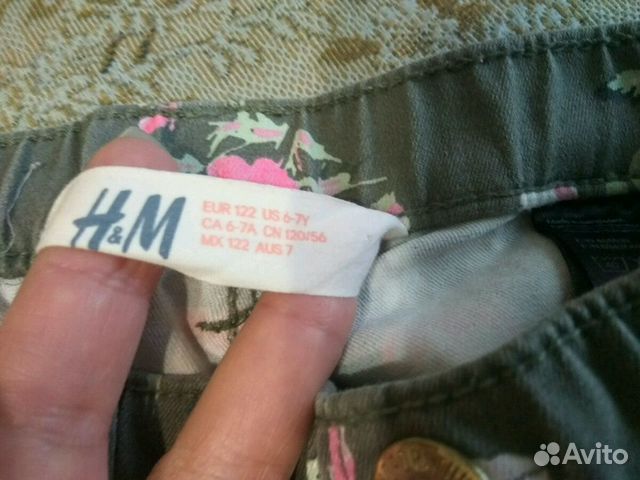 H&M
EUR 122 US 6-7Y
CA 6-7A CN 120/56
MX 122 AUS 7
Avito